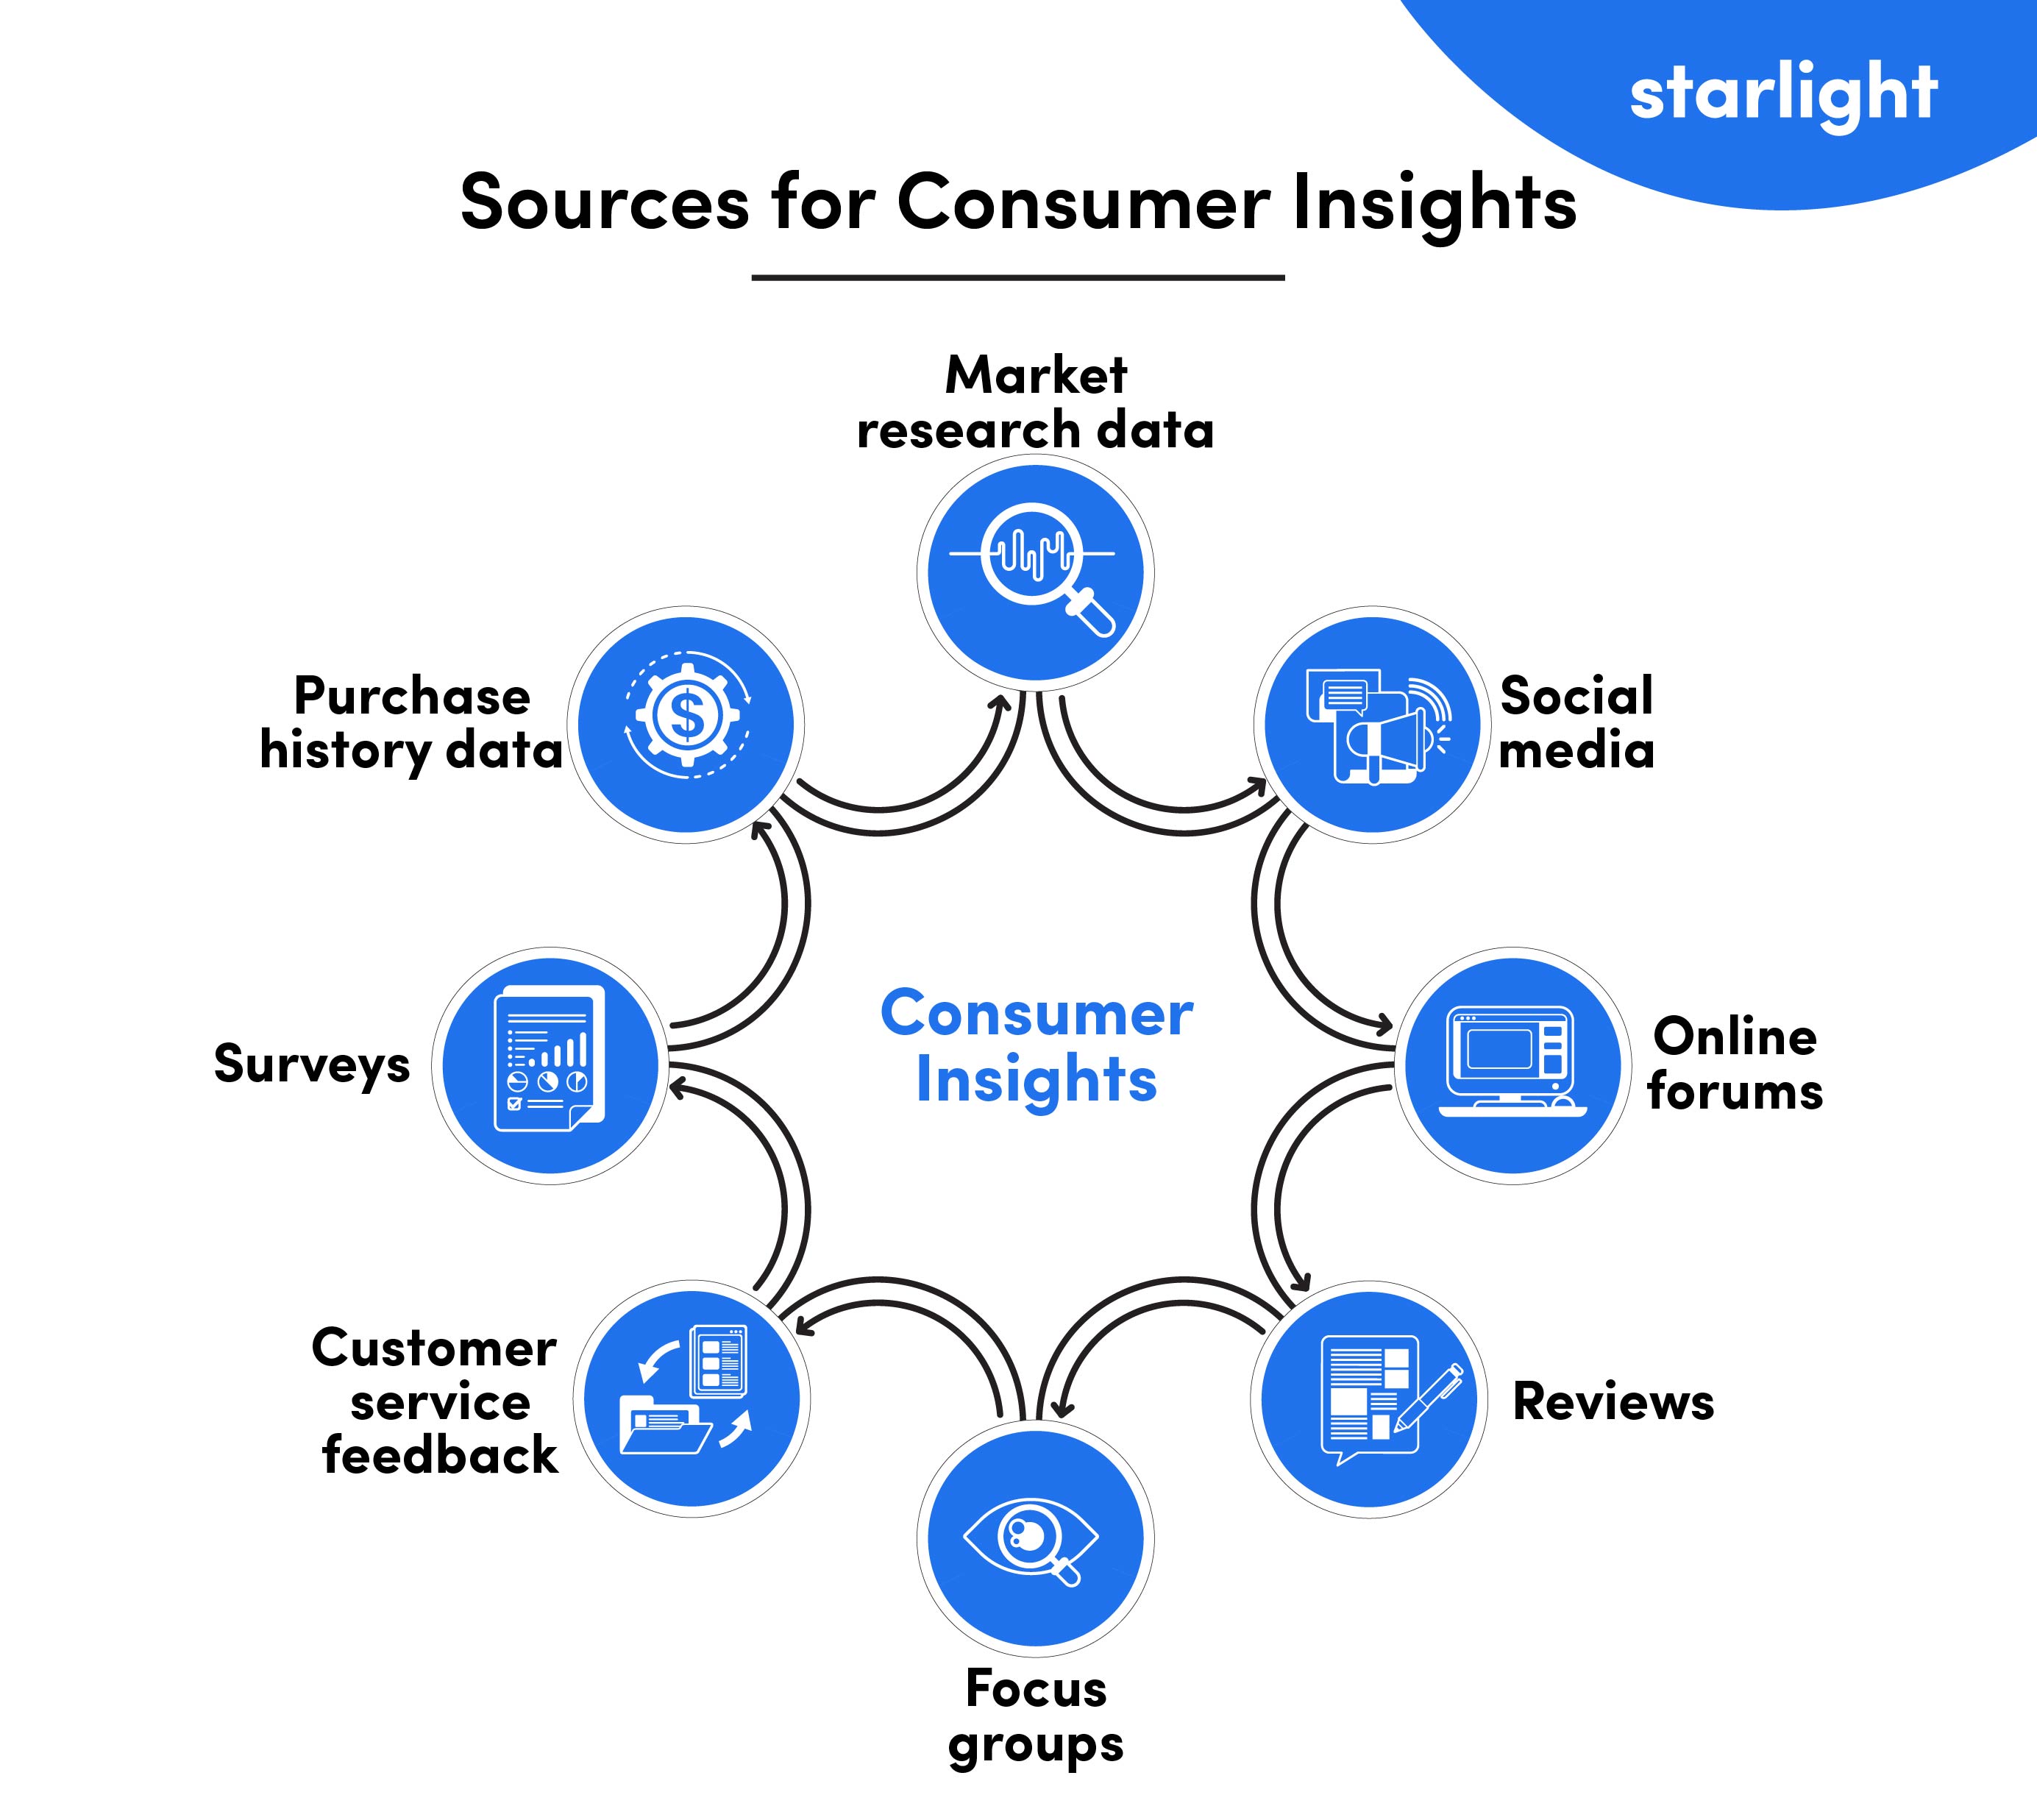 starlight
Sources for Consumer Insights
Market
research data
Purchase
history data
$
Social
media
Consumer
Insights
Surveys
Online
forums
Customer
service
feedback
Reviews
Focus
groups